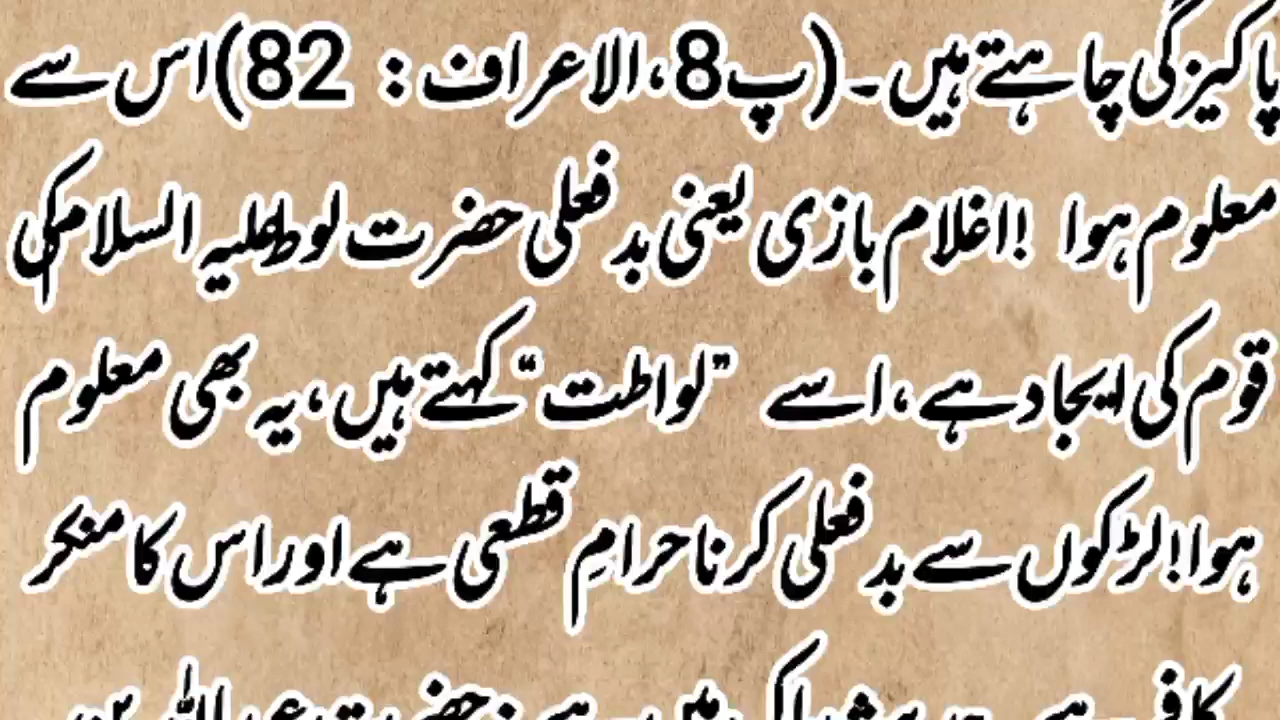 پاکیزگی چاہتے ہیں۔(پ8،الاعراف: 82)اس سے
معلوم ہوا !اغلام بازی یعنی بدفعلی حضرت لوط علیہ السلام کی
قوم کی ایجاد ہے،اسے ”لواطت“ کہتے ہیں،یہ بھی معلوم
ہوا!لڑکوں سے بدفعلی کرنا حرامِ قطعی ہے اور اس کا منکر